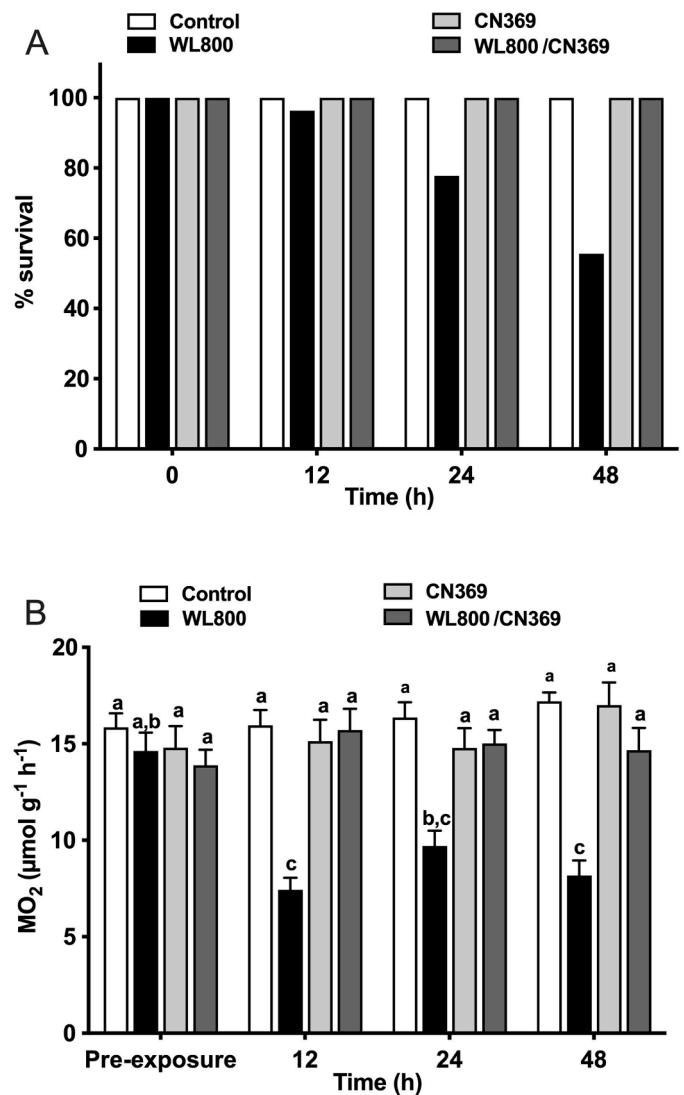 A
Control
WL800
CN369
WL800/CN369
100
80
60
40
20
0
% survival
0 12 24 48
Time (h)
B
Control
WL800
CN369
WL800/CN369
20
15
10
5
0
MO₂ (µmol g⁻¹ h⁻¹)
a a,b a a
a c a a
a b,c a a
a c a a
Pre-exposure 12 24 48
Time (h)